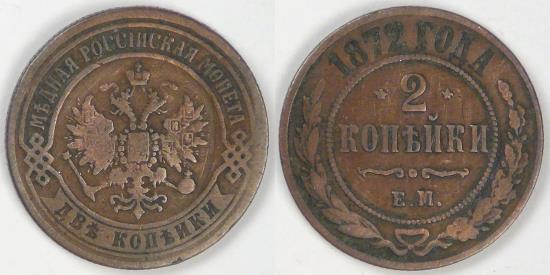 МѢДНАЯ РОССІЙСКАЯ МОНЕТА
ДВѢ КОПѢЙКИ
1872 ГОДА
2
КОПѢЙКИ
Е.М.